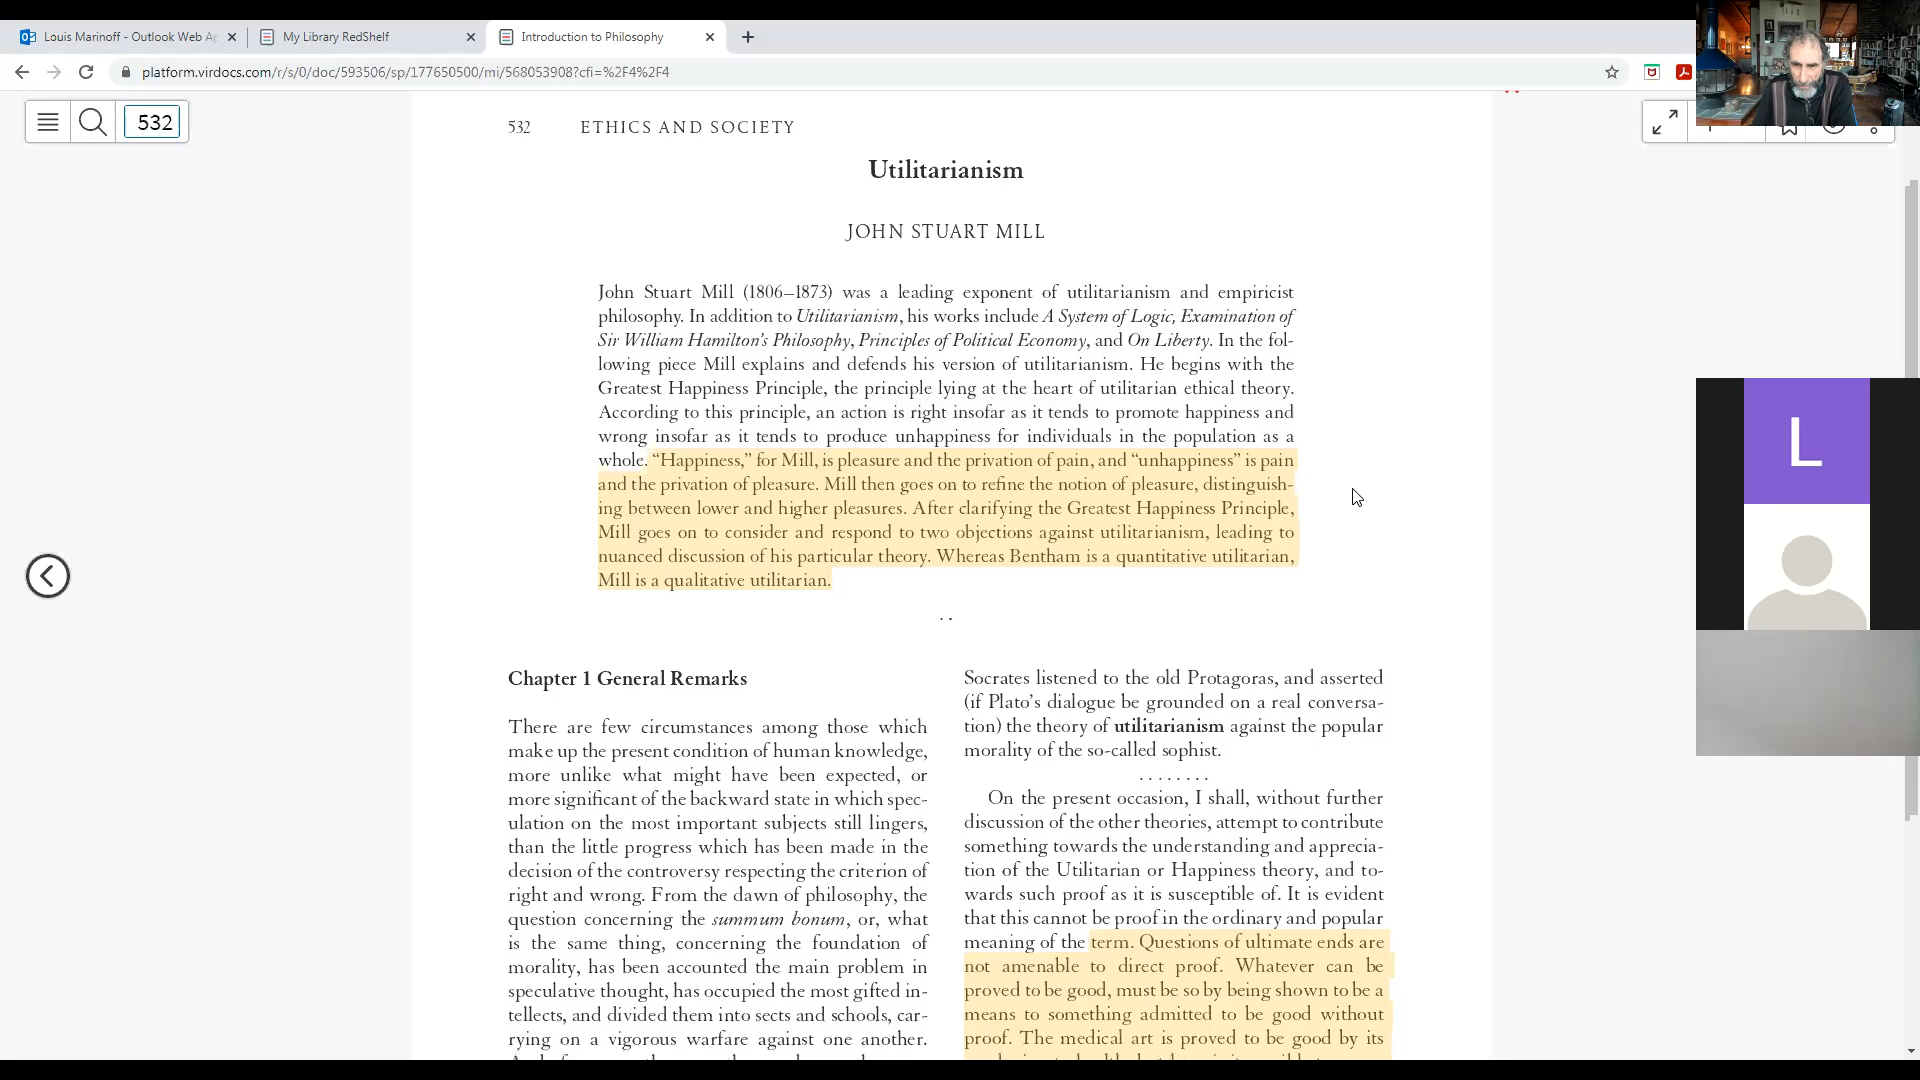 Louis Marinoff - Outlook Web Ap
My Library RedShelf
Introduction to Philosophy
platform.virdocs.com/r/s/0/doc/593506/sp/177650500/mi/568053908?cfi=%2F4%2F4
532
532 ETHICS AND SOCIETY
Utilitarianism
JOHN STUART MILL
John Stuart Mill (1806–1873) was a leading exponent of utilitarianism and empiricist
philosophy. In addition to Utilitarianism, his works include A System of Logic, Examination of
Sir William Hamilton's Philosophy, Principles of Political Economy, and On Liberty. In the fol-
lowing piece Mill explains and defends his version of utilitarianism. He begins with the
Greatest Happiness Principle, the principle lying at the heart of utilitarian ethical theory.
According to this principle, an action is right insofar as it tends to promote happiness and
wrong insofar as it tends to produce unhappiness for individuals in the population as a
whole. “Happiness,” for Mill, is pleasure and the privation of pain, and “unhappiness” is pain
and the privation of pleasure. Mill then goes on to refine the notion of pleasure, distinguish-
ing between lower and higher pleasures. After clarifying the Greatest Happiness Principle,
Mill goes on to consider and respond to two objections against utilitarianism, leading to
nuanced discussion of his particular theory. Whereas Bentham is a quantitative utilitarian,
Mill is a qualitative utilitarian.
. .
Chapter 1 General Remarks
There are few circumstances among those which
make up the present condition of human knowledge,
more unlike what might have been expected, or
more significant of the backward state in which spec-
ulation on the most important subjects still lingers,
than the little progress which has been made in the
decision of the controversy respecting the criterion of
right and wrong. From the dawn of philosophy, the
question concerning the summum bonum, or, what
is the same thing, concerning the foundation of
morality, has been accounted the main problem in
speculative thought, has occupied the most gifted in-
tellects, and divided them into sects and schools, car-
rying on a vigorous warfare against one another.
Socrates listened to the old Protagoras, and asserted
(if Plato's dialogue be grounded on a real conversa-
tion) the theory of utilitarianism against the popular
morality of the so-called sophist.
. . . . . . . .
On the present occasion, I shall, without further
discussion of the other theories, attempt to contribute
something towards the understanding and apprecia-
tion of the Utilitarian or Happiness theory, and to-
wards such proof as it is susceptible of. It is evident
that this cannot be proof in the ordinary and popular
meaning of the term. Questions of ultimate ends are
not amenable to direct proof. Whatever can be
proved to be good, must be so by being shown to be a
means to something admitted to be good without
proof. The medical art is proved to be good by its
L